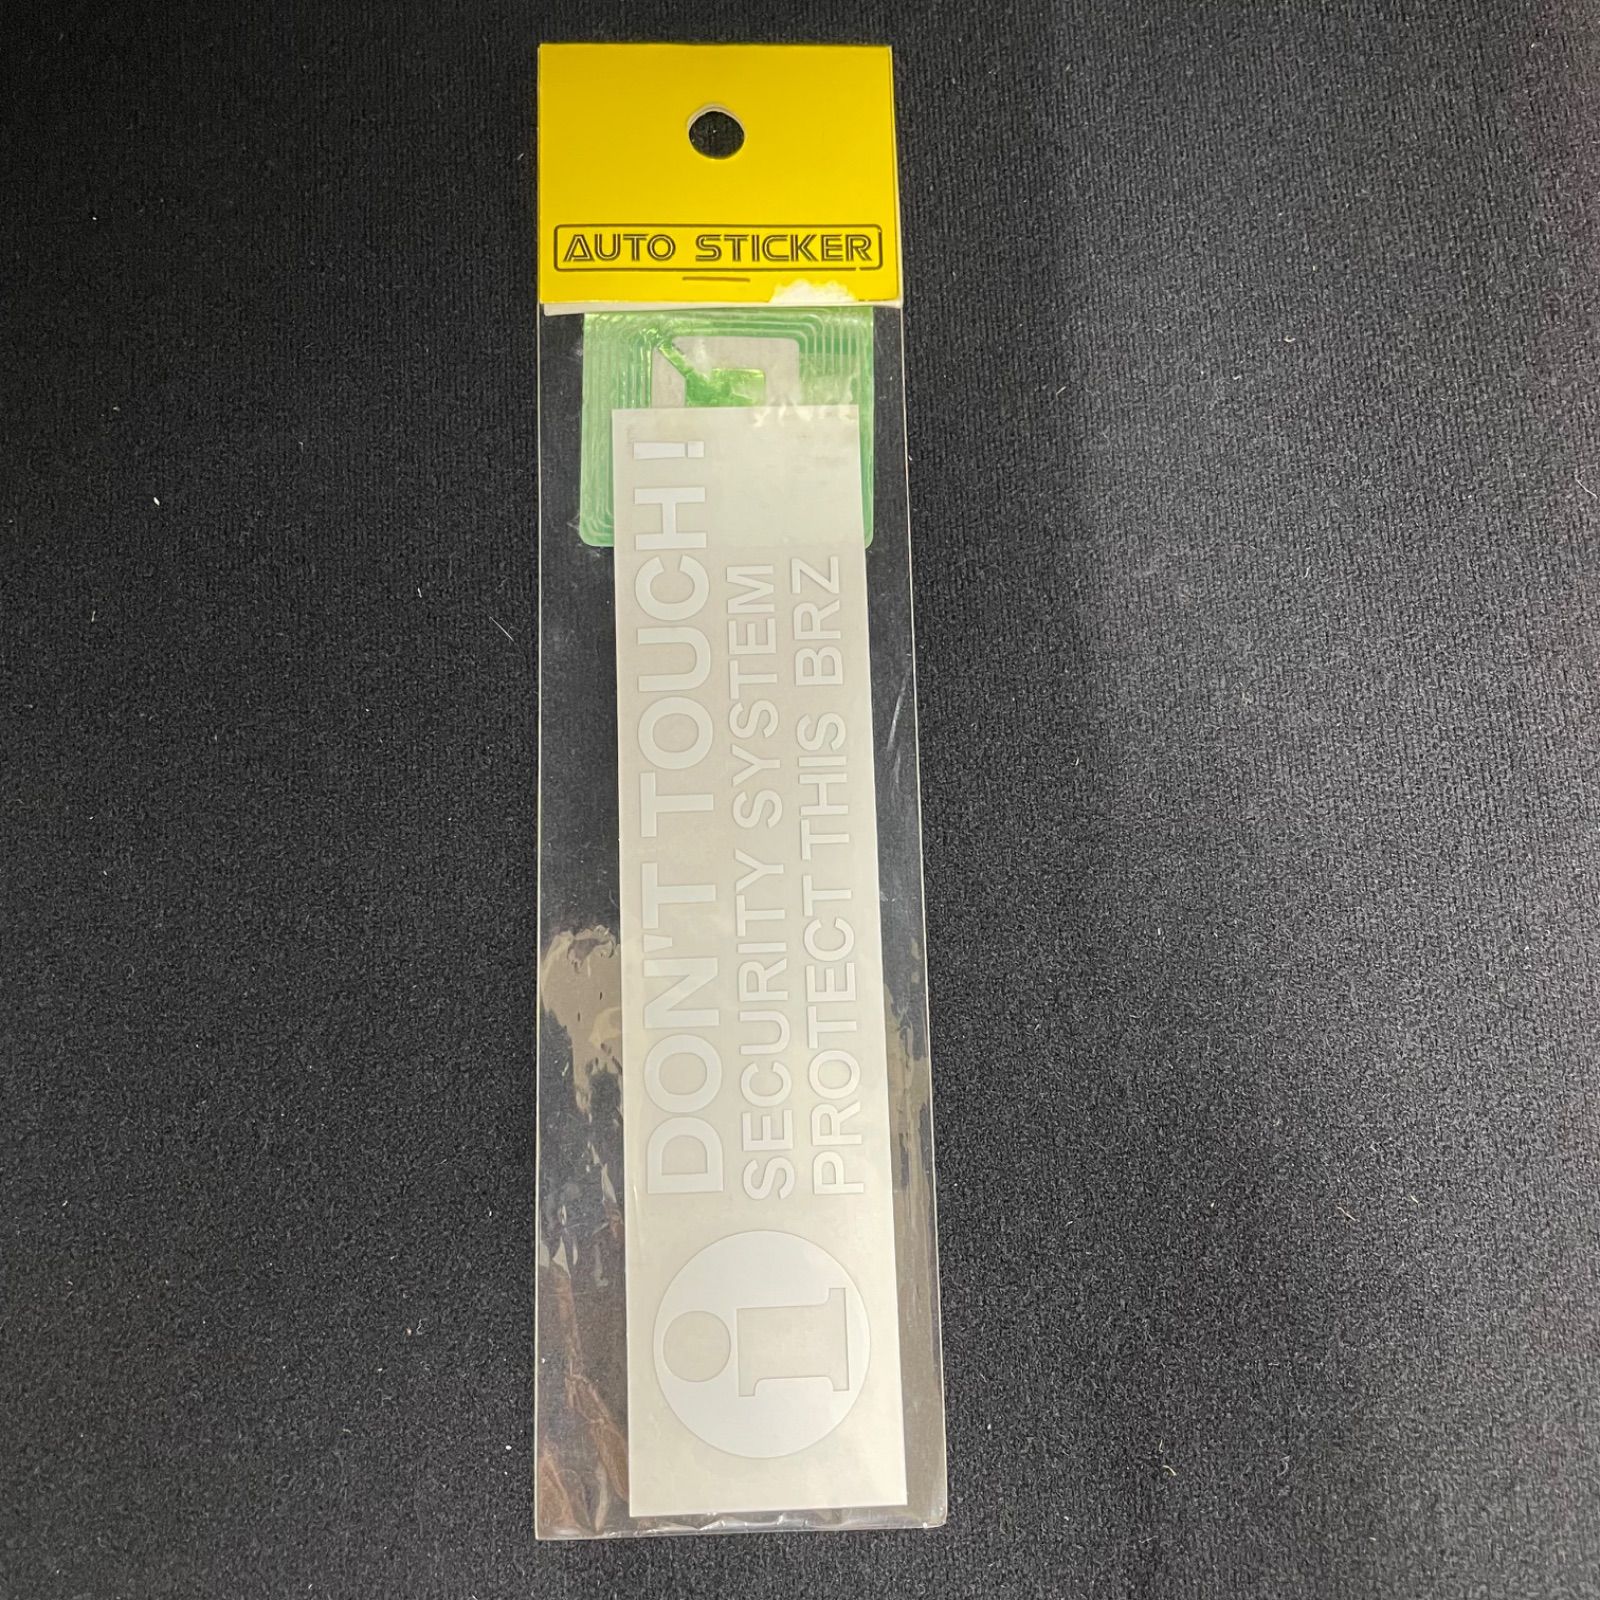 AUTO STICKER
DON'T TOUCH!
SECURITY SYSTEM
PROTECT THIS BRZ
i